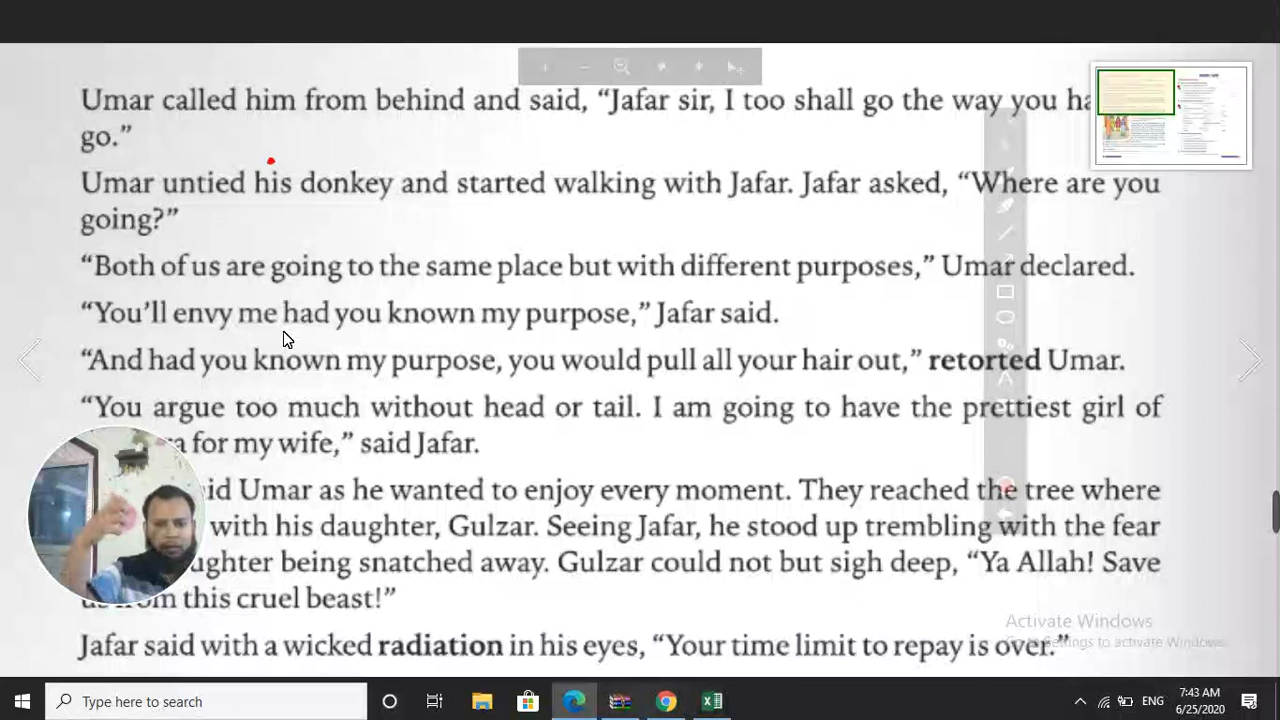 Umar called him from behind and said, “Jafar sir, I too shall go the way you ha
go.”
Umar untied his donkey and started walking with Jafar. Jafar asked, “Where are you
going?”
“Both of us are going to the same place but with different purposes,” Umar declared.
“You’ll envy me had you known my purpose,” Jafar said.
“And had you known my purpose, you would pull all your hair out,” retorted Umar.
“You argue too much without head or tail. I am going to have the prettiest girl of
for my wife,” said Jafar.
Umar as he wanted to enjoy every moment. They reached the tree where
with his daughter, Gulzar. Seeing Jafar, he stood up trembling with the fear
being snatched away. Gulzar could not but sigh deep, “Ya Allah! Save
from this cruel beast!”
Jafar said with a wicked radiation in his eyes, “Your time limit to repay is over.”
Activate Windows
Go to Settings to activate Windows.
Type here to search
ENG
7:43 AM
6/25/2020